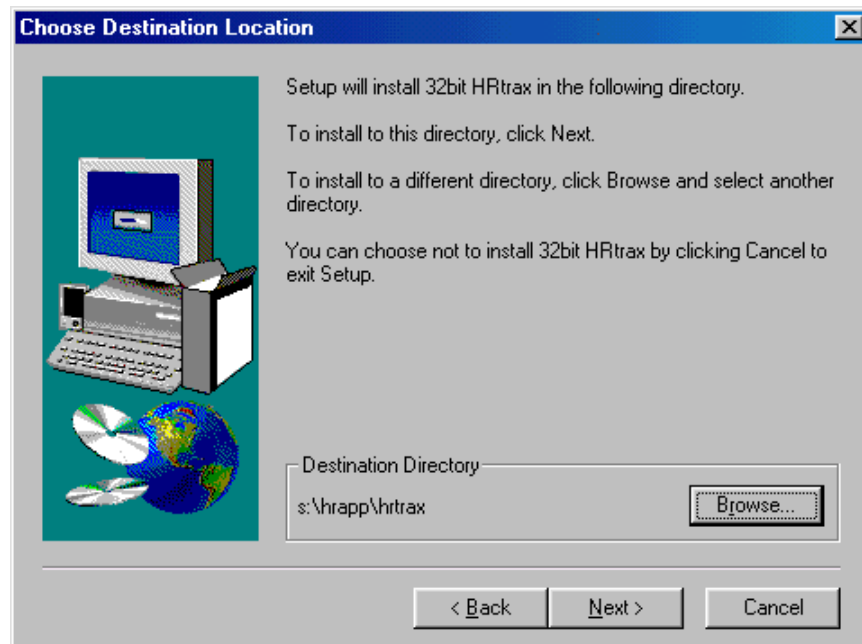 Choose Destination Location
Setup will install 32bit HRtrax in the following directory.
To install to this directory, click Next.
To install to a different directory, click Browse and select another
directory.
You can choose not to install 32bit HRtrax by clicking Cancel to
exit Setup.
Destination Directory
s:\hrapp\hrtrax
Browse...
< Back
Next >
Cancel